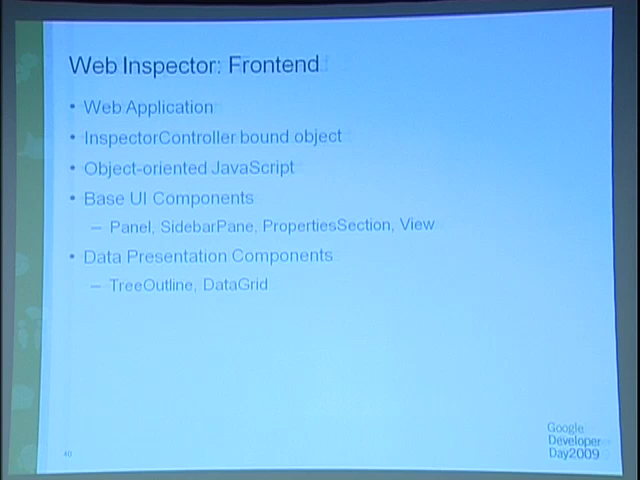 Web Inspector: Frontend
• Web Application
• InspectorController bound object
• Object-oriented JavaScript
• Base UI Components
– Panel, SidebarPane, PropertiesSection, View
• Data Presentation Components
– TreeOutline, DataGrid
Google
Developer
Day2009